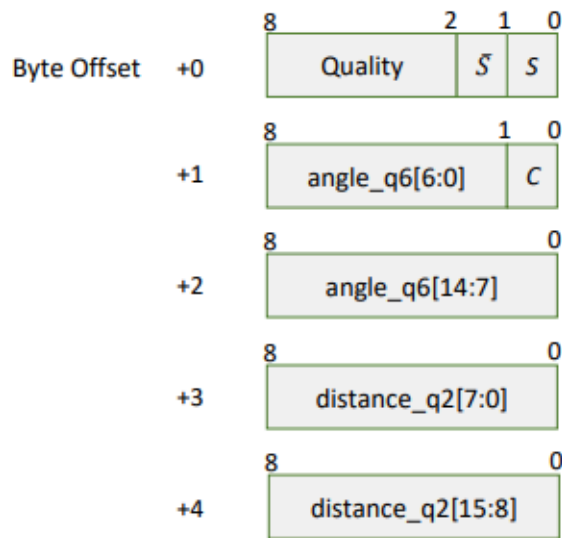 8 2 1 0
Byte Offset +0 Quality S̄ S
8 1 0
+1 angle_q6[6:0] C
8 0
+2 angle_q6[14:7]
8 0
+3 distance_q2[7:0]
8 0
+4 distance_q2[15:8]